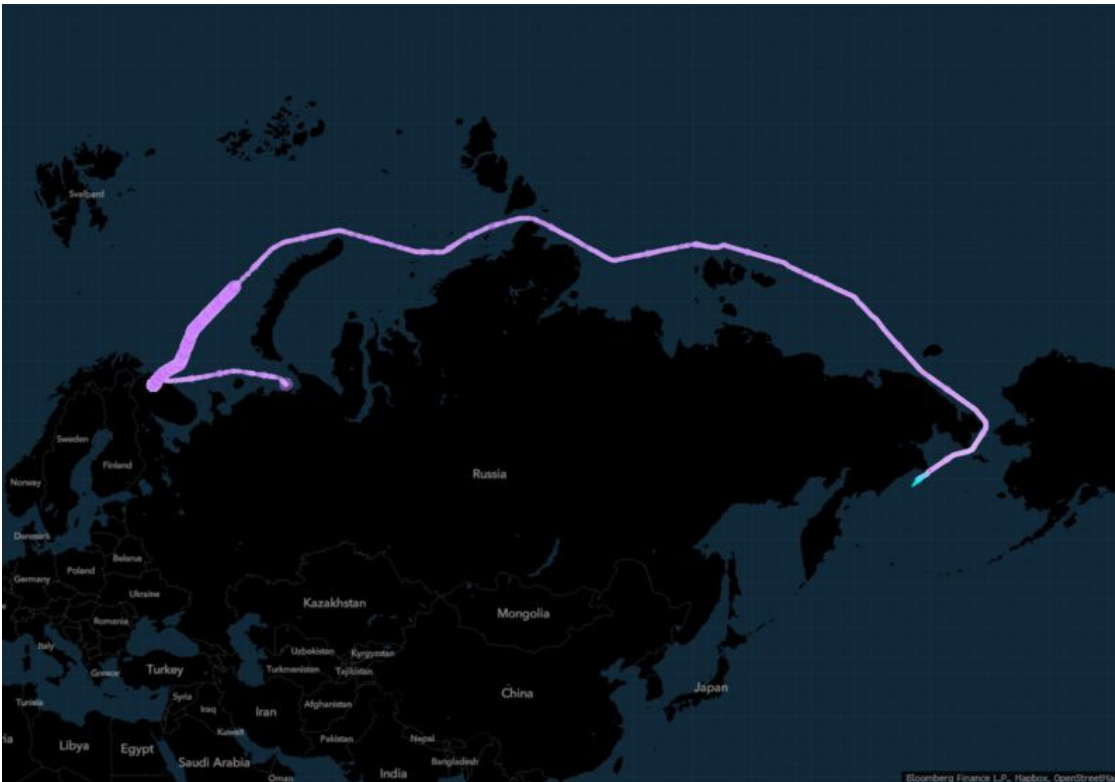 Svalbard
Sweden
Finland
Norway
Russia
Denmark
Belarus
Poland
Germany
Ukraine
Kazakhstan
Mongolia
Romania
Italy
Uzbekistan
Kyrgyzstan
Greece
Turkey
Turkmenistan
Tajikistan
China
Japan
Tunisia
Syria
Iraq
Iran
Afghanistan
Kuwait
Pakistan
Nepal
Libya
Egypt
Saudi Arabia
Bangladesh
Oman
India
Bloomberg Finance L.P., Mapbox, OpenStreetMa